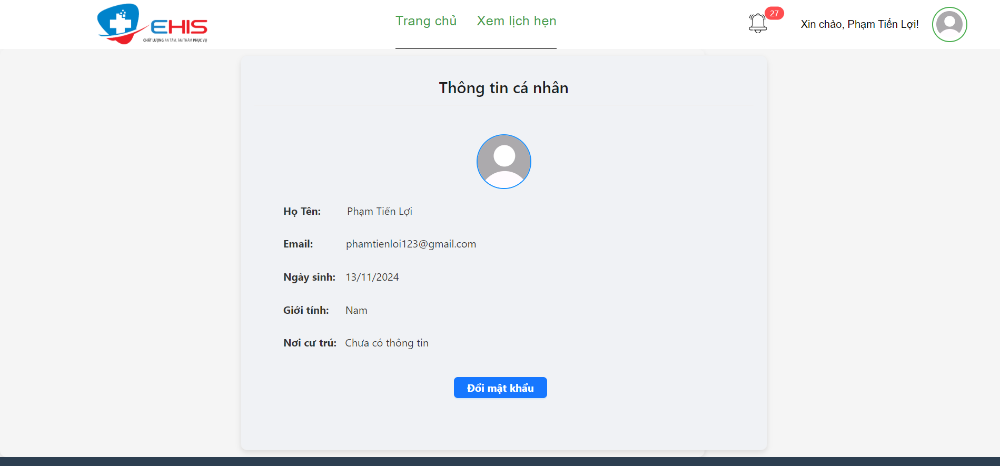 EHIS
CHẤT LƯỢNG AN TÂM, ÂM THẦM PHỤC VỤ
Trang chủ Xem lịch hẹn
27
Xin chào, Phạm Tiến Lợi!
Thông tin cá nhân
Họ Tên: Phạm Tiến Lợi
Email: phamtienloi123@gmail.com
Ngày sinh: 13/11/2024
Giới tính: Nam
Nơi cư trú: Chưa có thông tin
Đổi mật khẩu